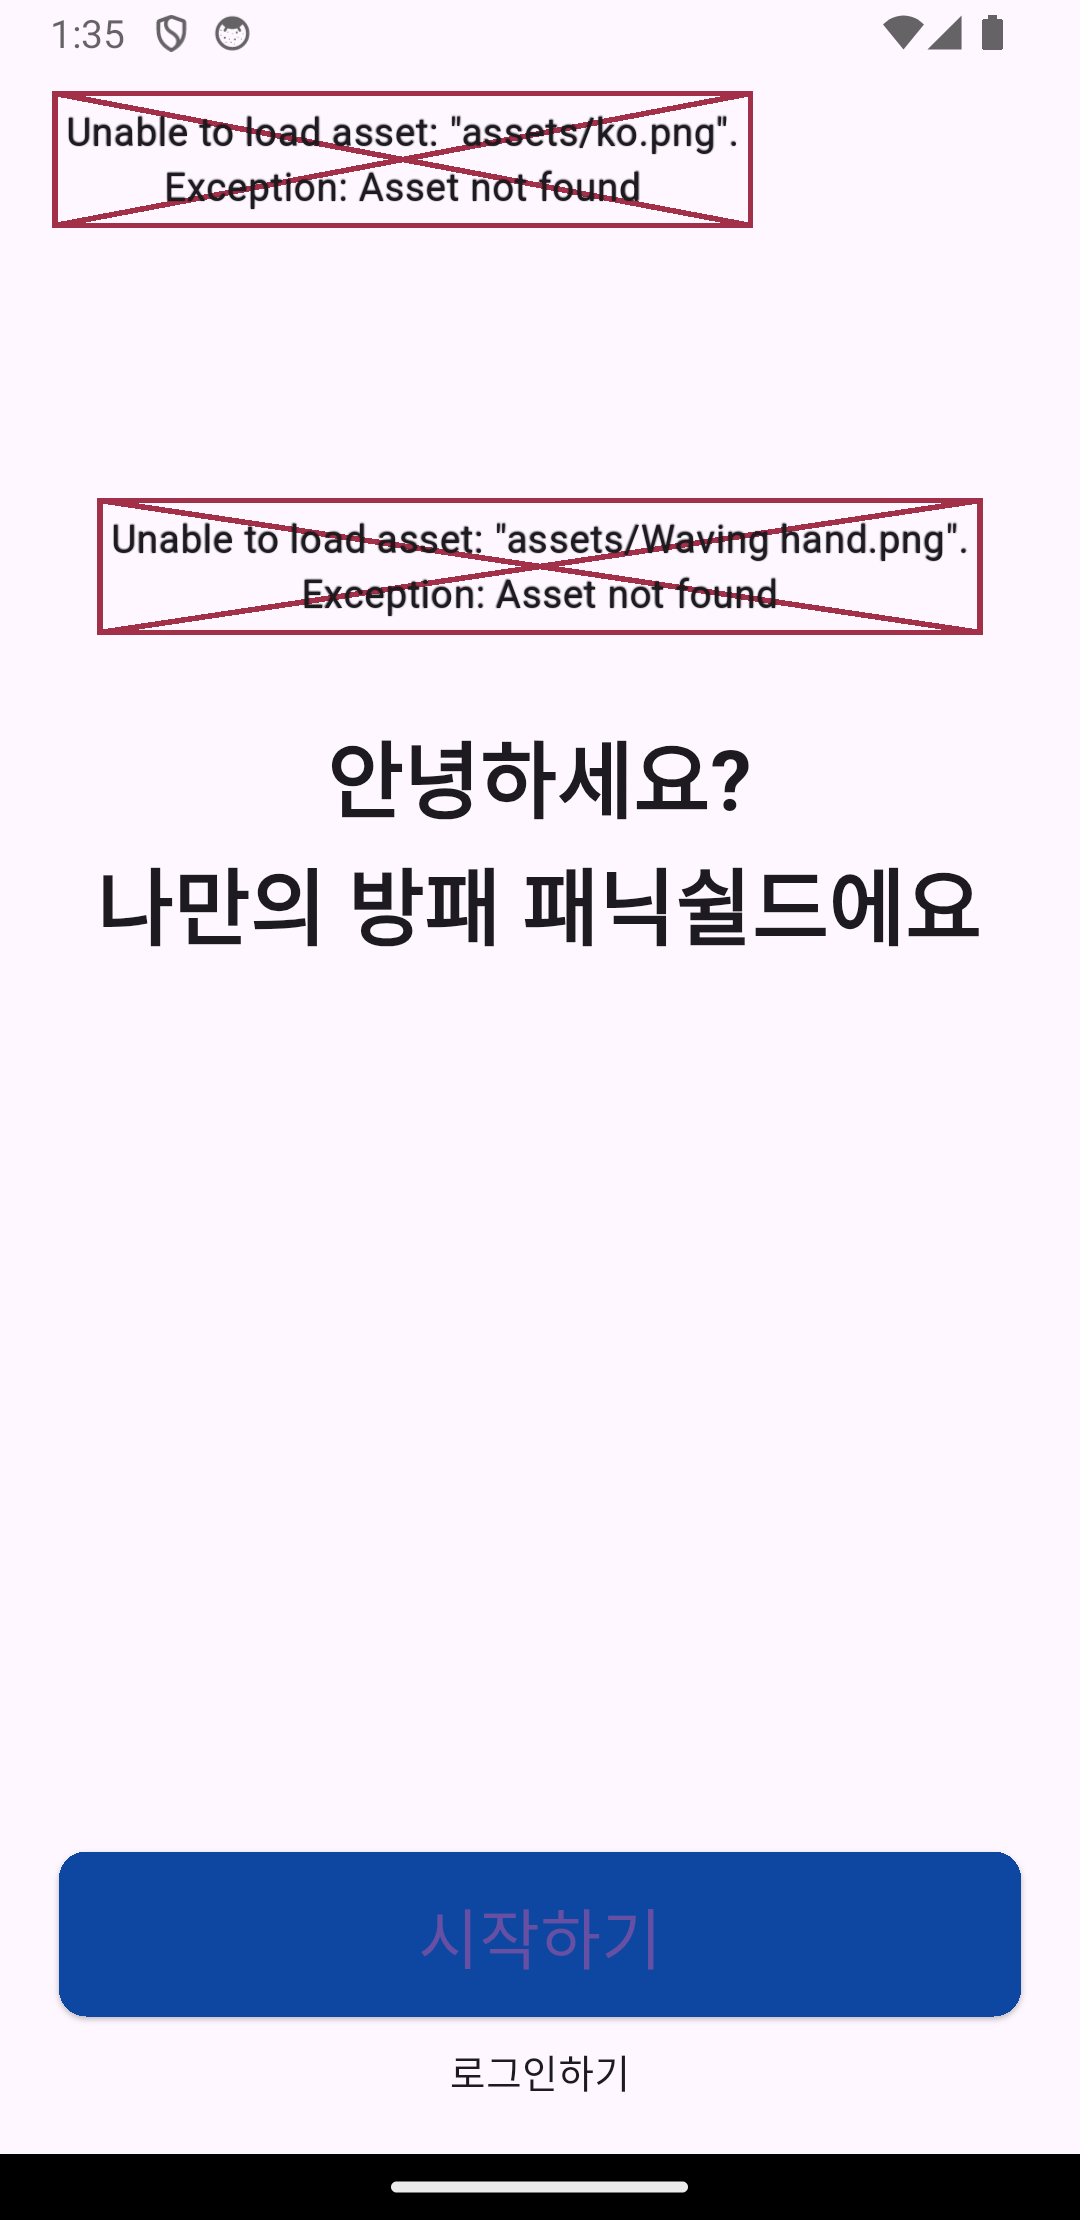 1:35
Unable to load asset: "assets/ko.png".
Exception: Asset not found
Unable to load asset: "assets/Waving hand.png".
Exception: Asset not found
안녕하세요?
나만의 방패 패닉쉴드에요
시작하기
로그인하기